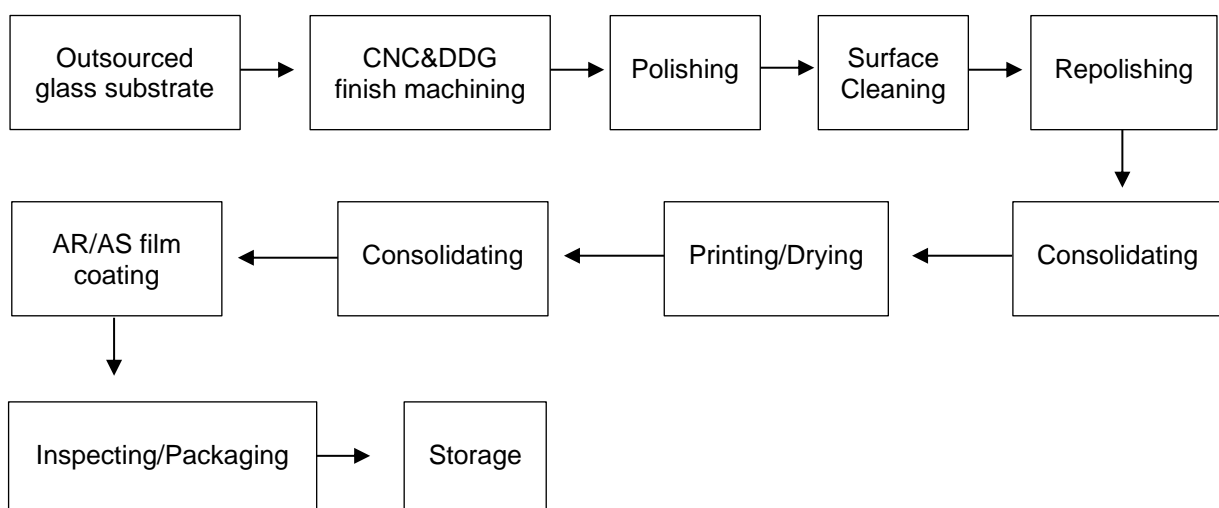 Outsourced
glass substrate
CNC&DDG
finish machining
Polishing
Surface
Cleaning
Repolishing
Consolidating
Printing/Drying
Consolidating
AR/AS film
coating
Inspecting/Packaging
Storage